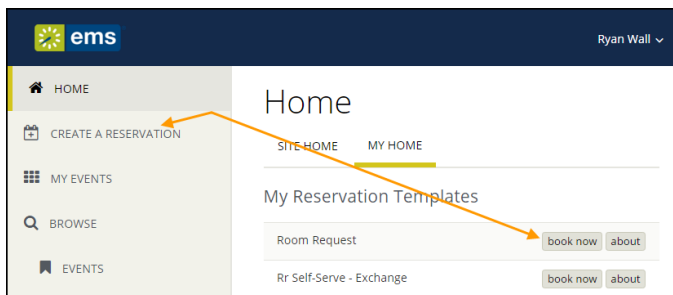 ems
Ryan Wall
HOME
CREATE A RESERVATION
MY EVENTS
BROWSE
EVENTS
Home
SITE HOME MY HOME
My Reservation Templates
Room Request book now about
Rr Self-Serve - Exchange book now about